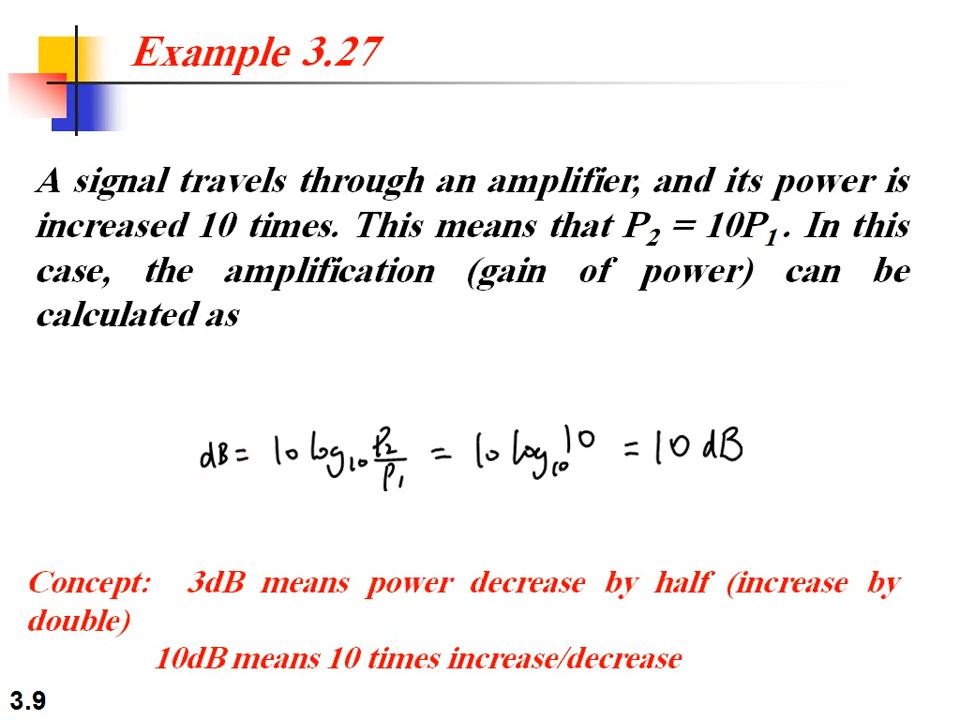 Example 3.27
A signal travels through an amplifier, and its power is
increased 10 times. This means that P₂ = 10P₁ . In this
case, the amplification (gain of power) can be
calculated as
dB = 10 log₁₀ P₂/P₁ = 10 log₁₀ 10 = 10 dB
Concept: 3dB means power decrease by half (increase by
double)
10dB means 10 times increase/decrease
3.9